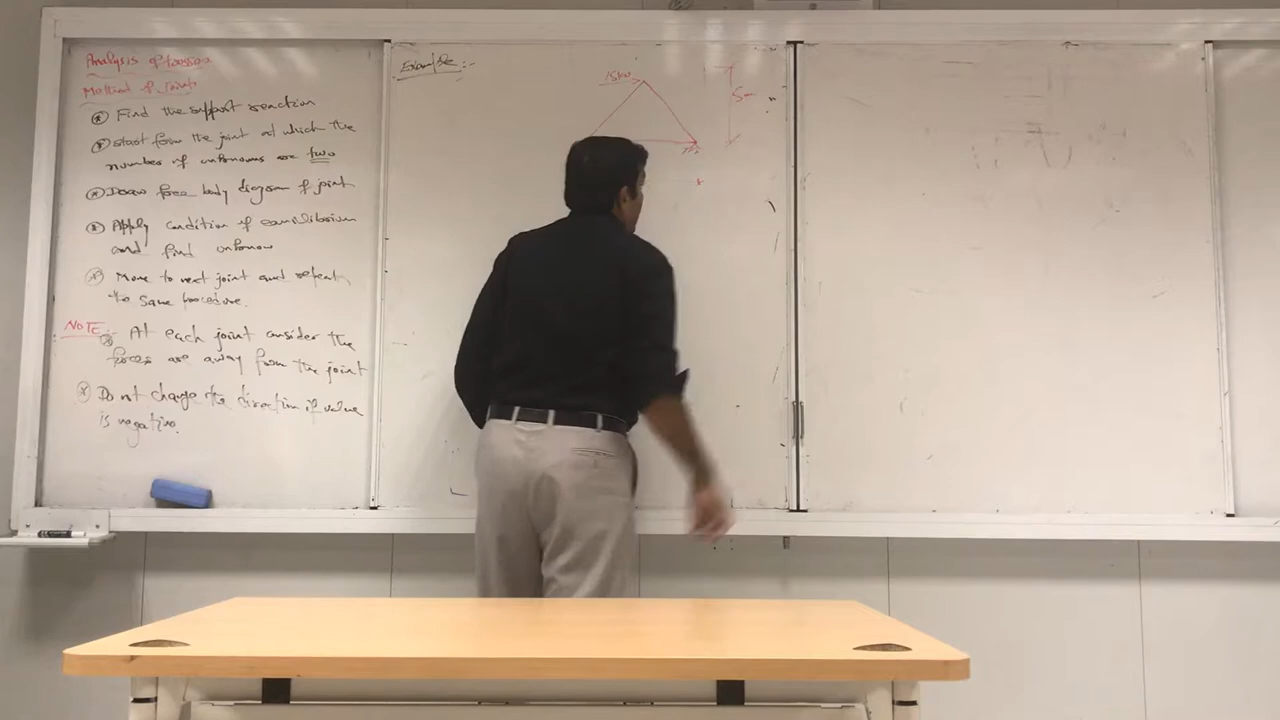 Analysis of trusses
Method of joints
Find the support reaction
start from the joint at which the
number of unknowns are two
Draw free body diagram of joint
Apply condition of equilibrium
and find unknown
Move to next joint and repeat
the same procedure.
NOTE:-
At each joint consider the
forces are away from the joint
Do not change the direction if value
is negative.
Example:-
15kN
5m